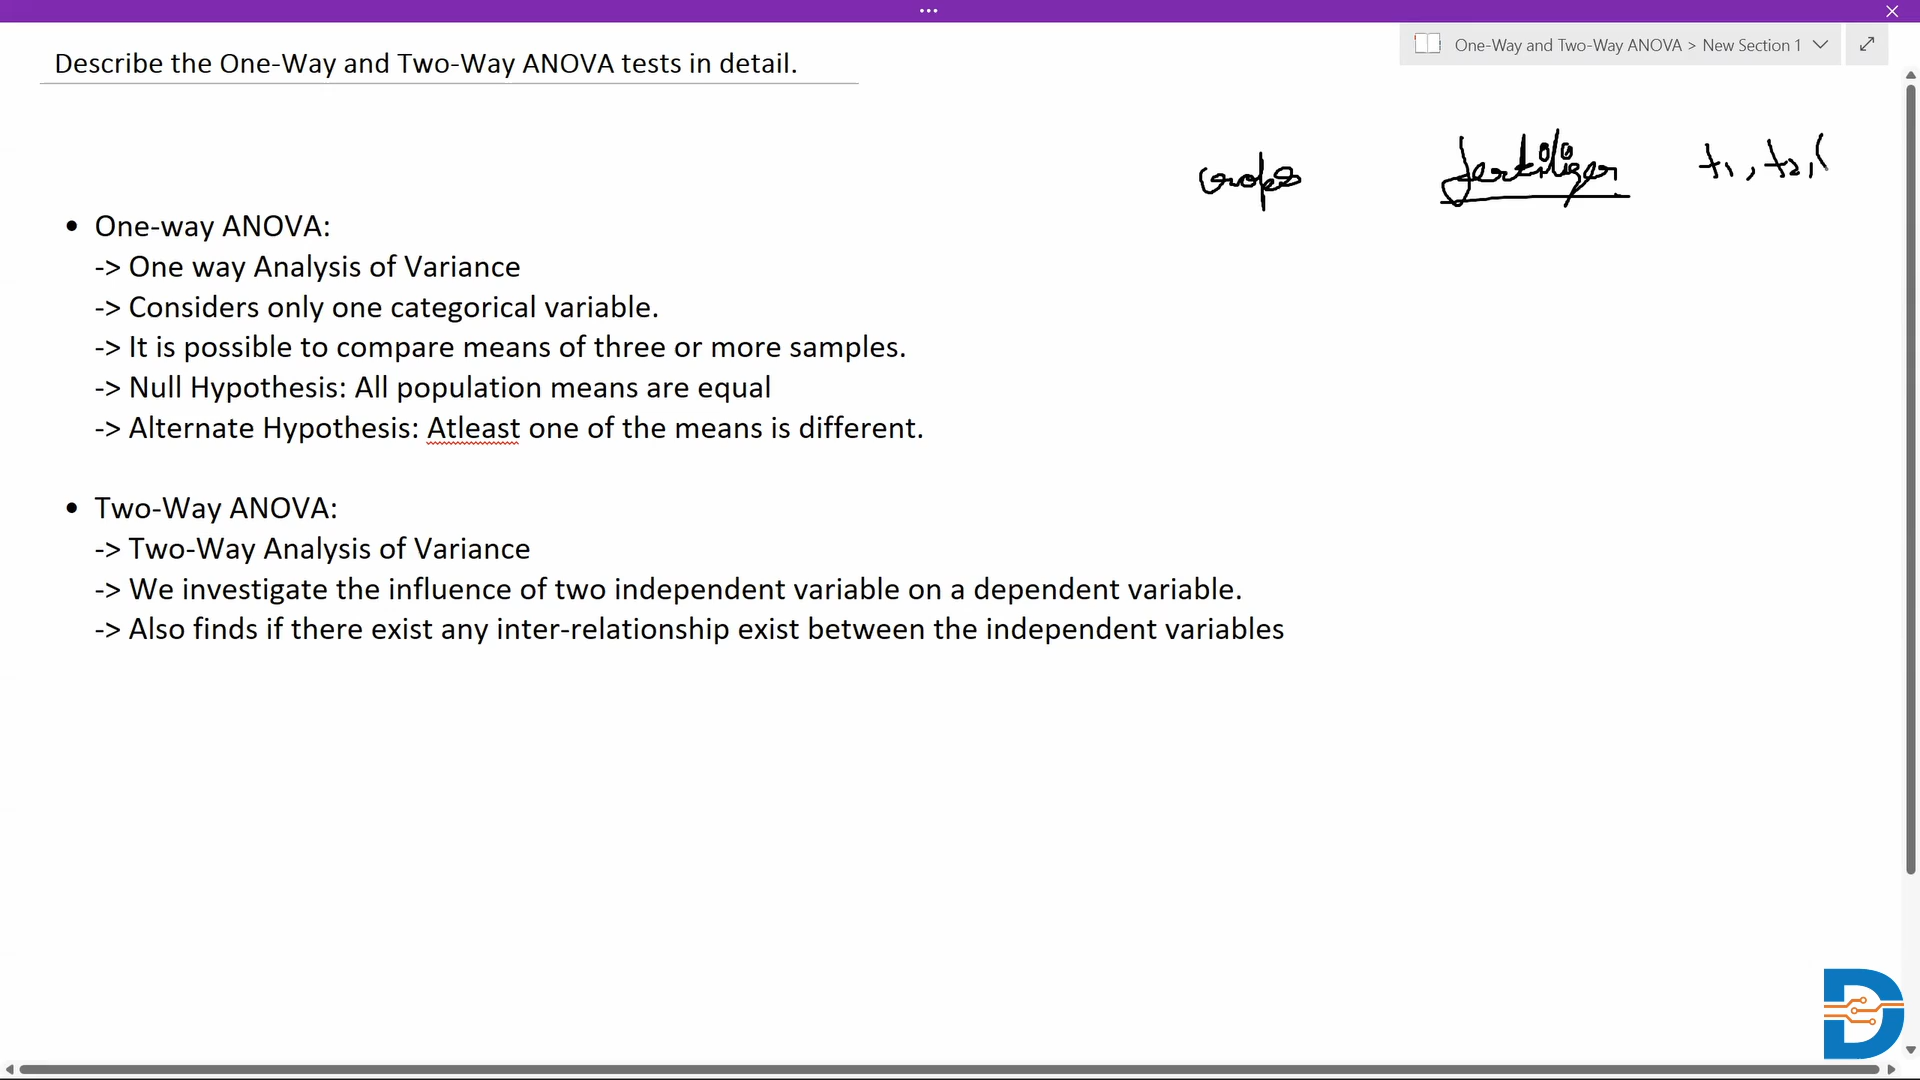 Describe the One-Way and Two-Way ANOVA tests in detail.
One-Way and Two-Way ANOVA > New Section 1
crops fertilizer t1, t2, (
• One-way ANOVA:
-> One way Analysis of Variance
-> Considers only one categorical variable.
-> It is possible to compare means of three or more samples.
-> Null Hypothesis: All population means are equal
-> Alternate Hypothesis: Atleast one of the means is different.
• Two-Way ANOVA:
-> Two-Way Analysis of Variance
-> We investigate the influence of two independent variable on a dependent variable.
-> Also finds if there exist any inter-relationship exist between the independent variables